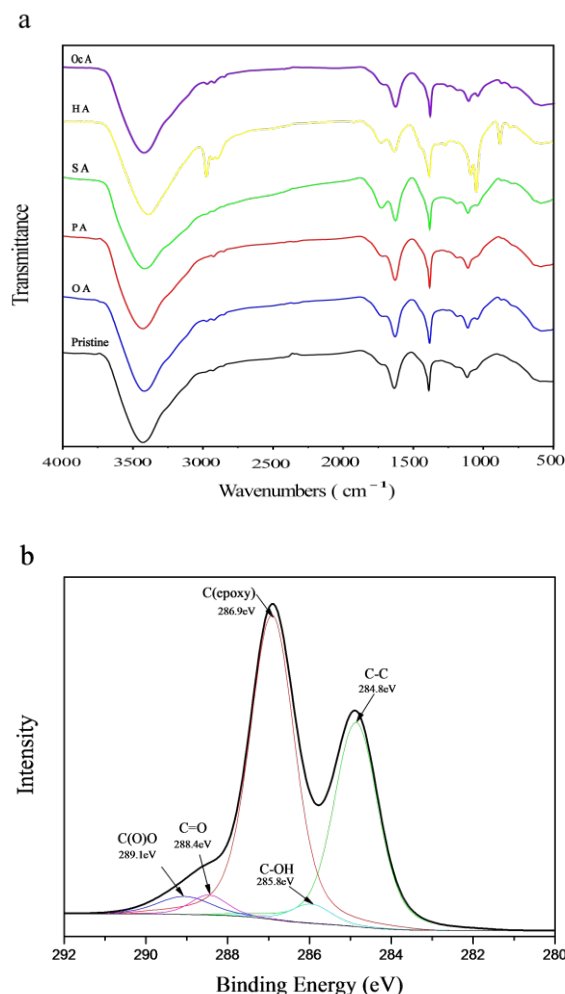 a
OcA
HA
SA
PA
OA
Pristine
Transmittance
4000 3500 3000 2500 2000 1500 1000 500
Wavenumbers ( cm⁻¹)
b
C(epoxy)
286.9eV
C-C
284.8eV
C(O)O
289.1eV
C=O
288.4eV
C-OH
285.8eV
Intensity
292 290 288 286 284 282 280
Binding Energy (eV)